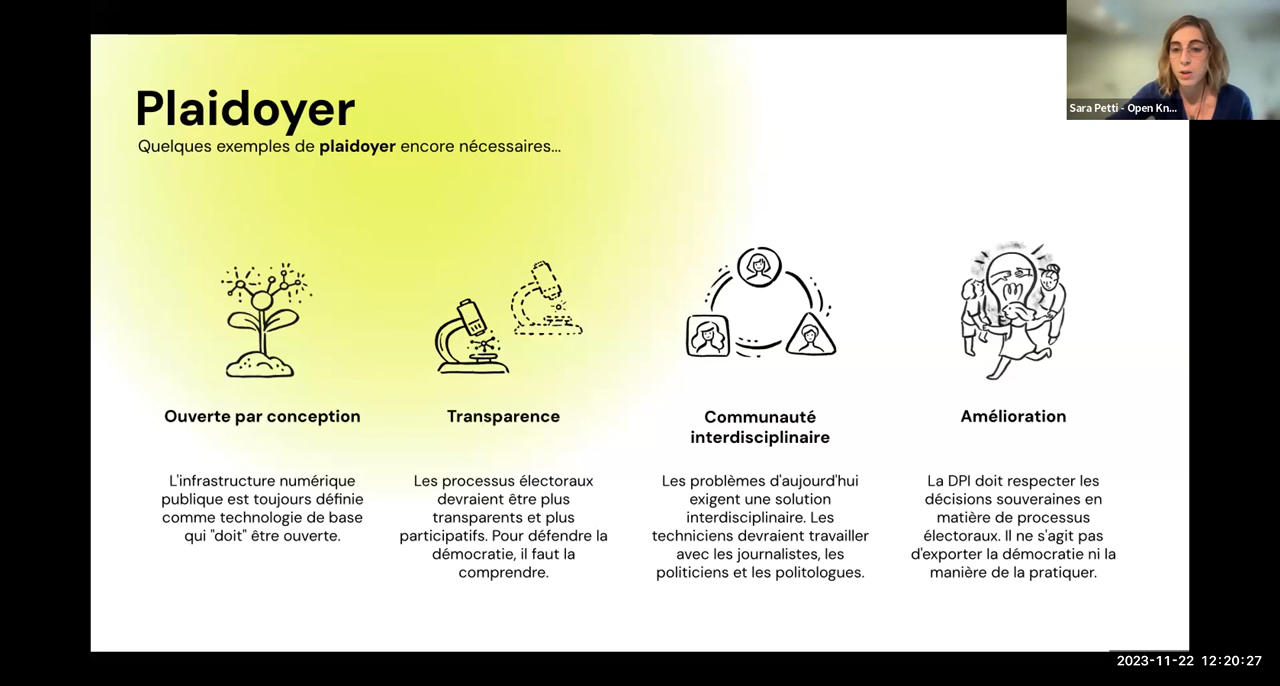 Plaidoyer
Quelques exemples de plaidoyer encore nécessaires...
Sara Petti - Open Kn...
Ouverte par conception
L'infrastructure numérique
publique est toujours définie
comme technologie de base
qui "doit" être ouverte.
Transparence
Les processus électoraux
devraient être plus
transparents et plus
participatifs. Pour défendre la
démocratie, il faut la
comprendre.
Communauté
interdisciplinaire
Les problèmes d'aujourd'hui
exigent une solution
interdisciplinaire. Les
techniciens devraient travailler
avec les journalistes, les
politiciens et les politologues.
Amélioration
La DPI doit respecter les
décisions souveraines en
matière de processus
électoraux. Il ne s'agit pas
d'exporter la démocratie ni la
manière de la pratiquer.
2023-11-22 12:20:27